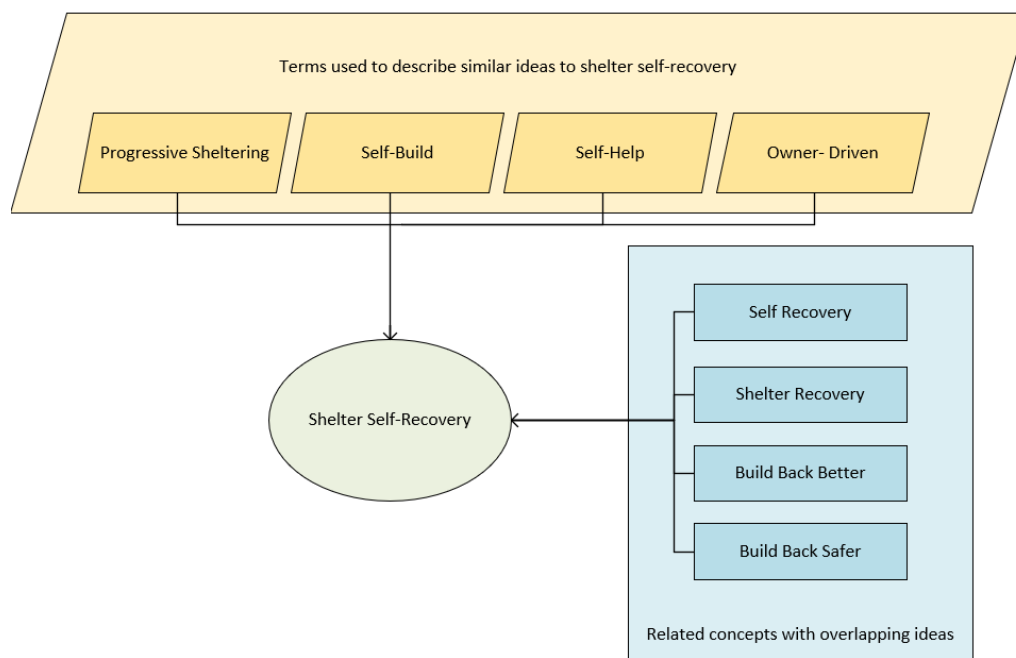 Terms used to describe similar ideas to shelter self-recovery
Progressive Sheltering
Self-Build
Self-Help
Owner- Driven
Self Recovery
Shelter Recovery
Shelter Self-Recovery
Build Back Better
Build Back Safer
Related concepts with overlapping ideas